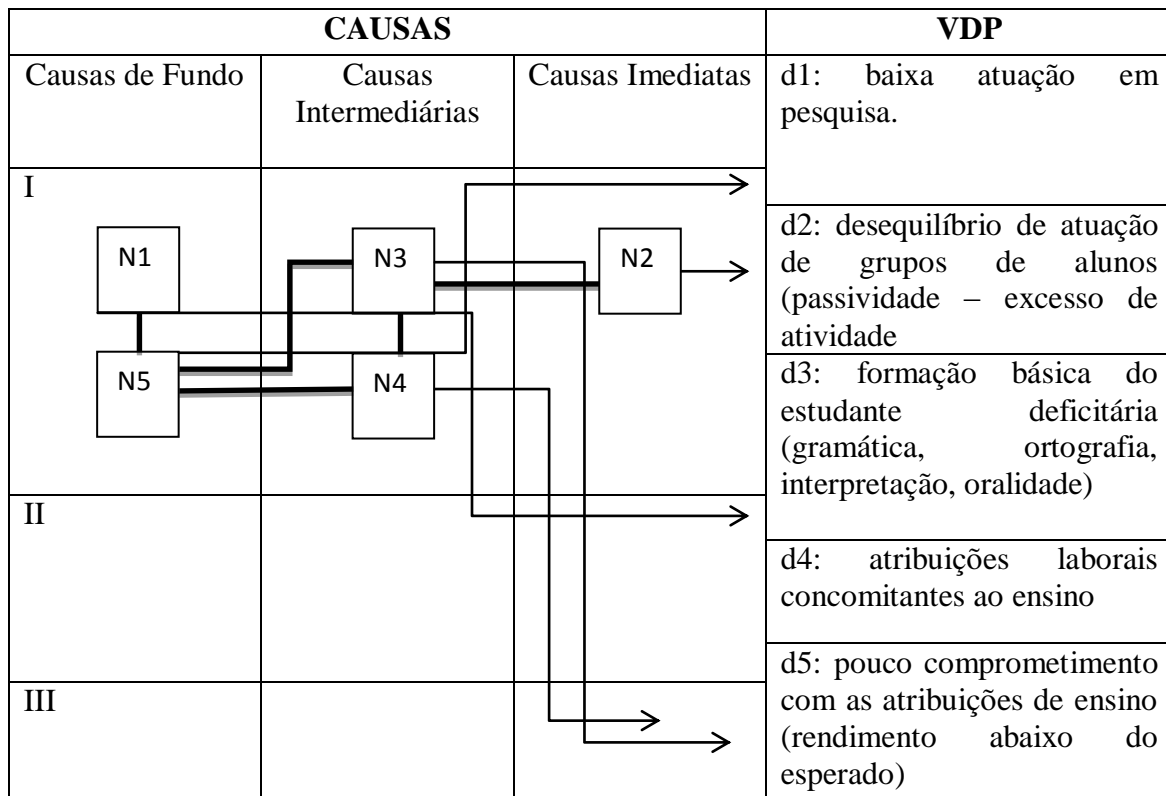 CAUSAS
VDP
Causas de Fundo
Causas
Intermediárias
Causas Imediatas
d1: baixa atuação em
pesquisa.
I
N1
N3
N2
N5
N4
d2: desequilíbrio de atuação
de grupos de alunos
(passividade – excesso de
atividade
d3: formação básica do
estudante deficitária
(gramática, ortografia,
interpretação, oralidade)
II
d4: atribuições laborais
concomitantes ao ensino
III
d5: pouco comprometimento
com as atribuições de ensino
(rendimento abaixo do
esperado)